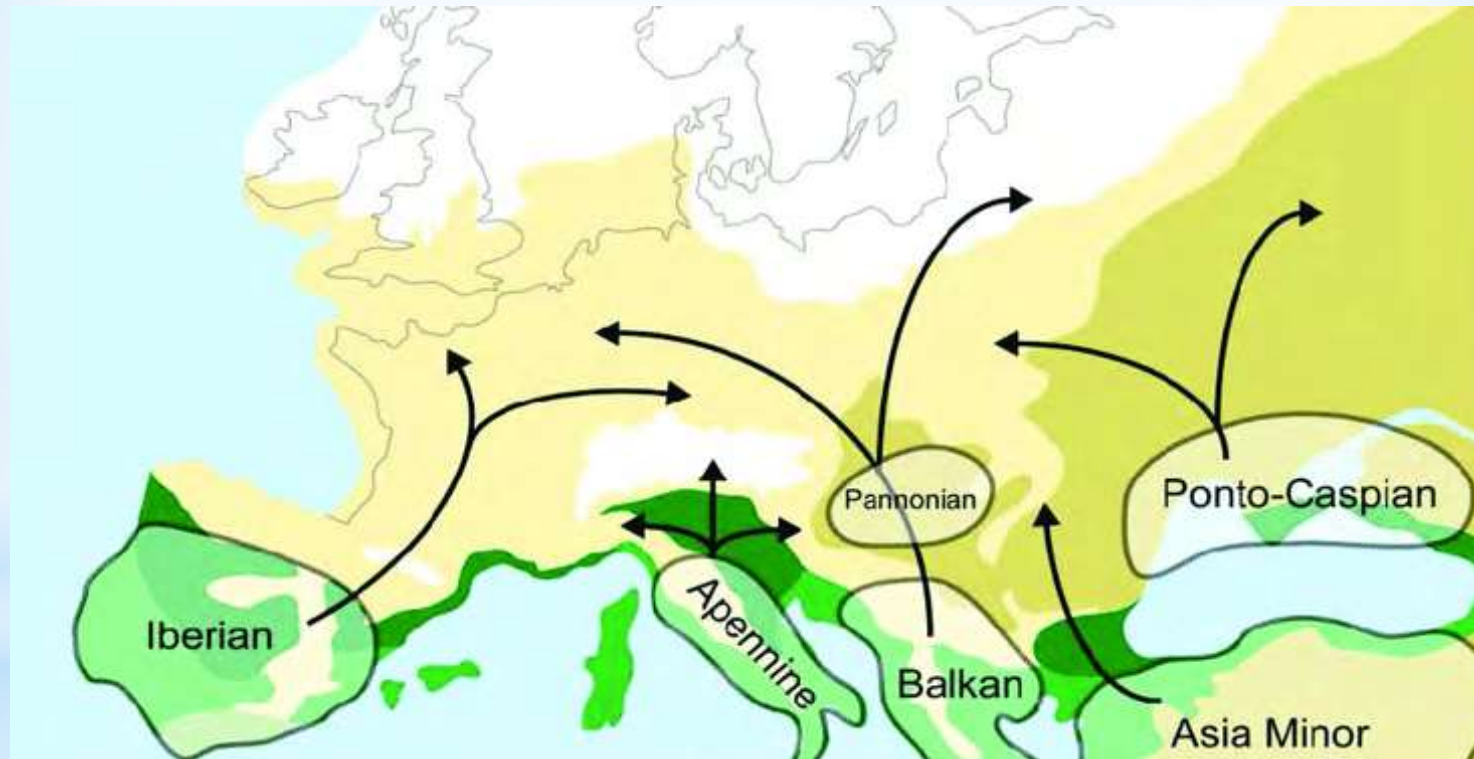 Pannonian
Ponto-Caspian
Iberian
Apennine
Balkan
Asia Minor